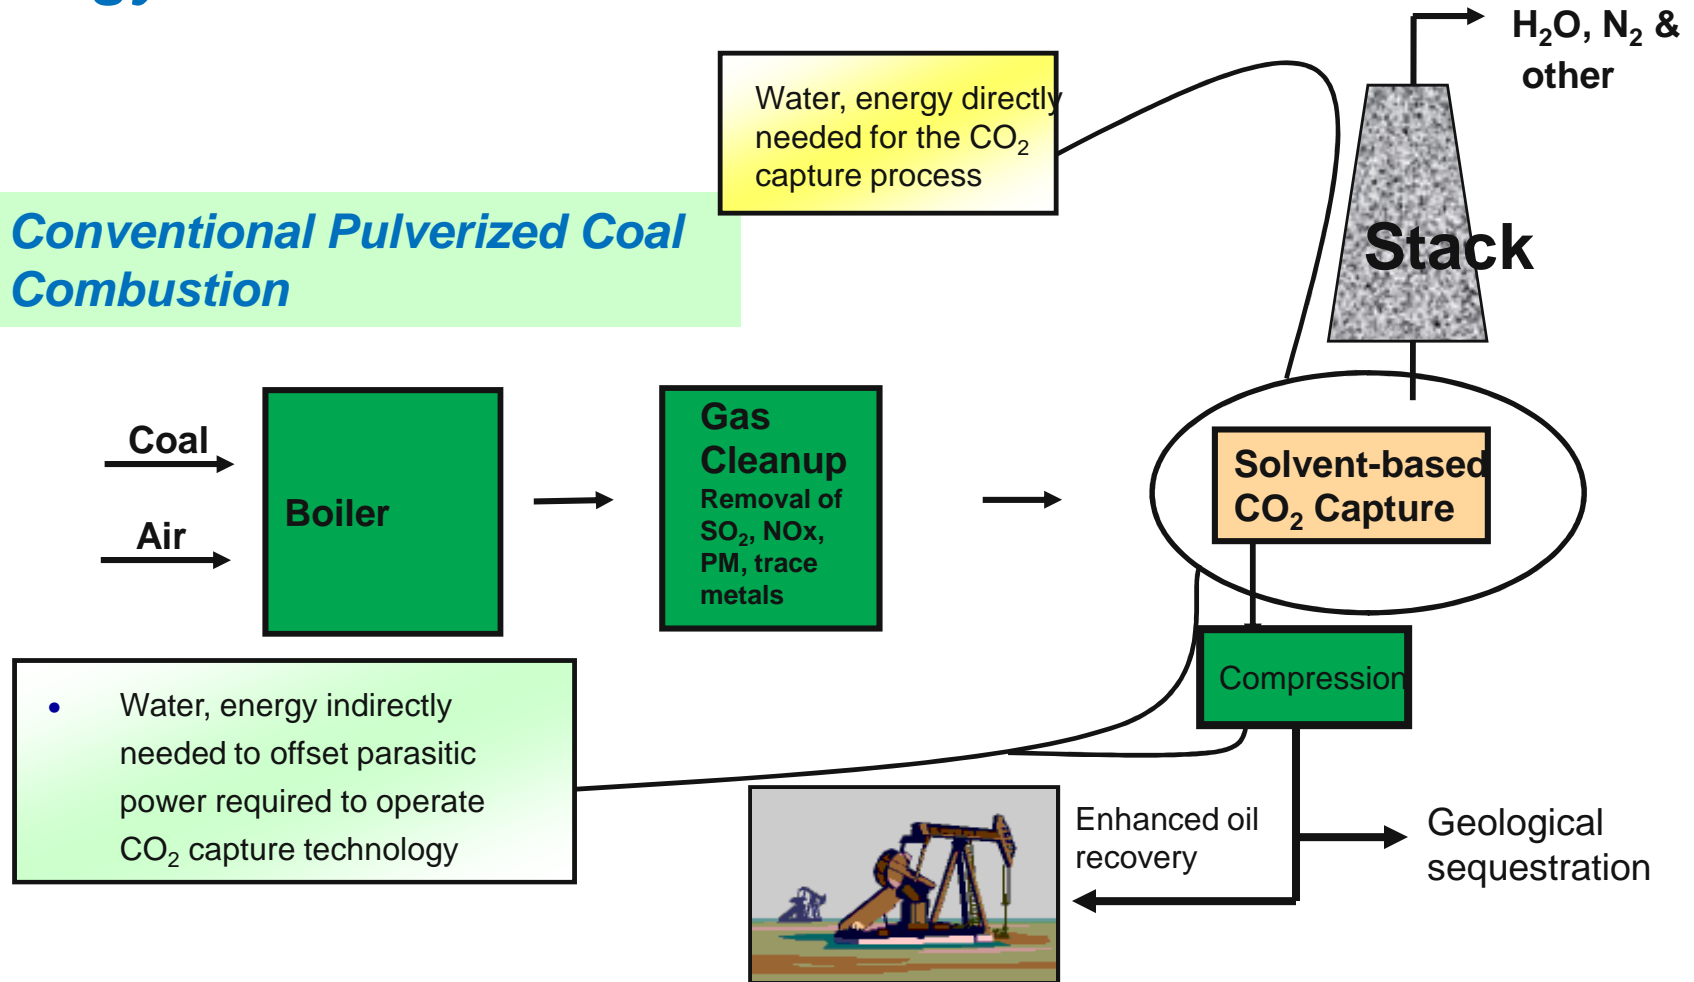 H₂O, N₂ &
other
Water, energy directly
needed for the CO₂
capture process
Conventional Pulverized Coal
Combustion
Stack
Coal
Air
Boiler
Gas
Cleanup
Removal of
SO₂, NOx,
PM, trace
metals
Solvent-based
CO₂ Capture
Compression
• Water, energy indirectly
needed to offset parasitic
power required to operate
CO₂ capture technology
Enhanced oil
recovery
Geological
sequestration